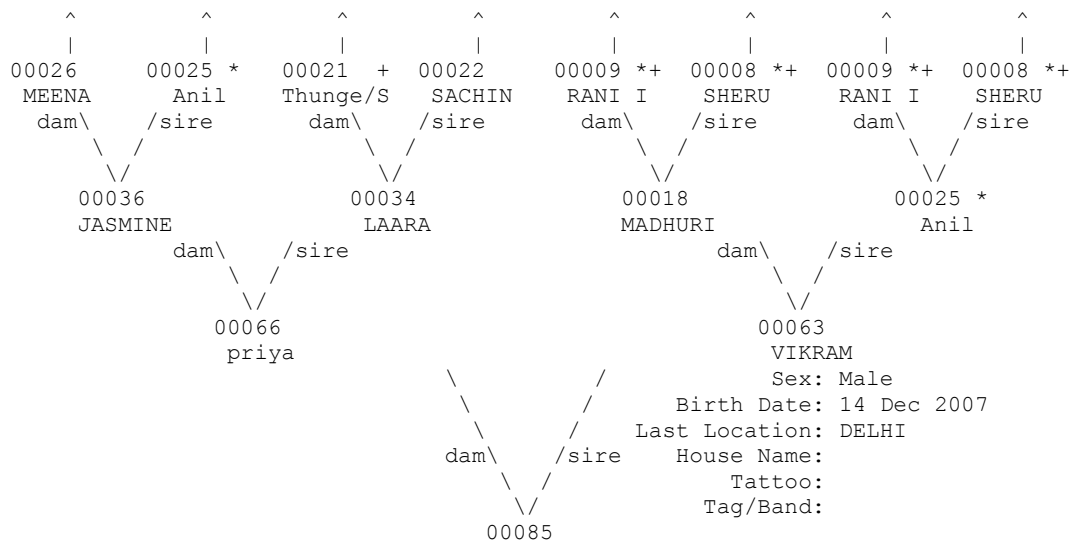 ^ ^ ^ ^ ^ ^ ^ ^
| | | | | | | |
00026 00025 * 00021 + 00022 00009 *+ 00008 *+ 00009 *+ 00008 *+
MEENA Anil Thunge/S SACHIN RANI I SHERU RANI I SHERU
dam\ /sire dam\ /sire dam\ /sire dam\ /sire
\ / \ / \ / \ /
\/ \/ \/ \/
00036 00034 00018 00025 *
JASMINE LAARA MADHURI Anil
dam\ /sire dam\ /sire
\ / \ /
\/ \/
00066 00063
priya VIKRAM
\ / Sex: Male
\ / Birth Date: 14 Dec 2007
\ / Last Location: DELHI
dam\ /sire House Name:
\ / Tattoo:
\/ Tag/Band:
00085